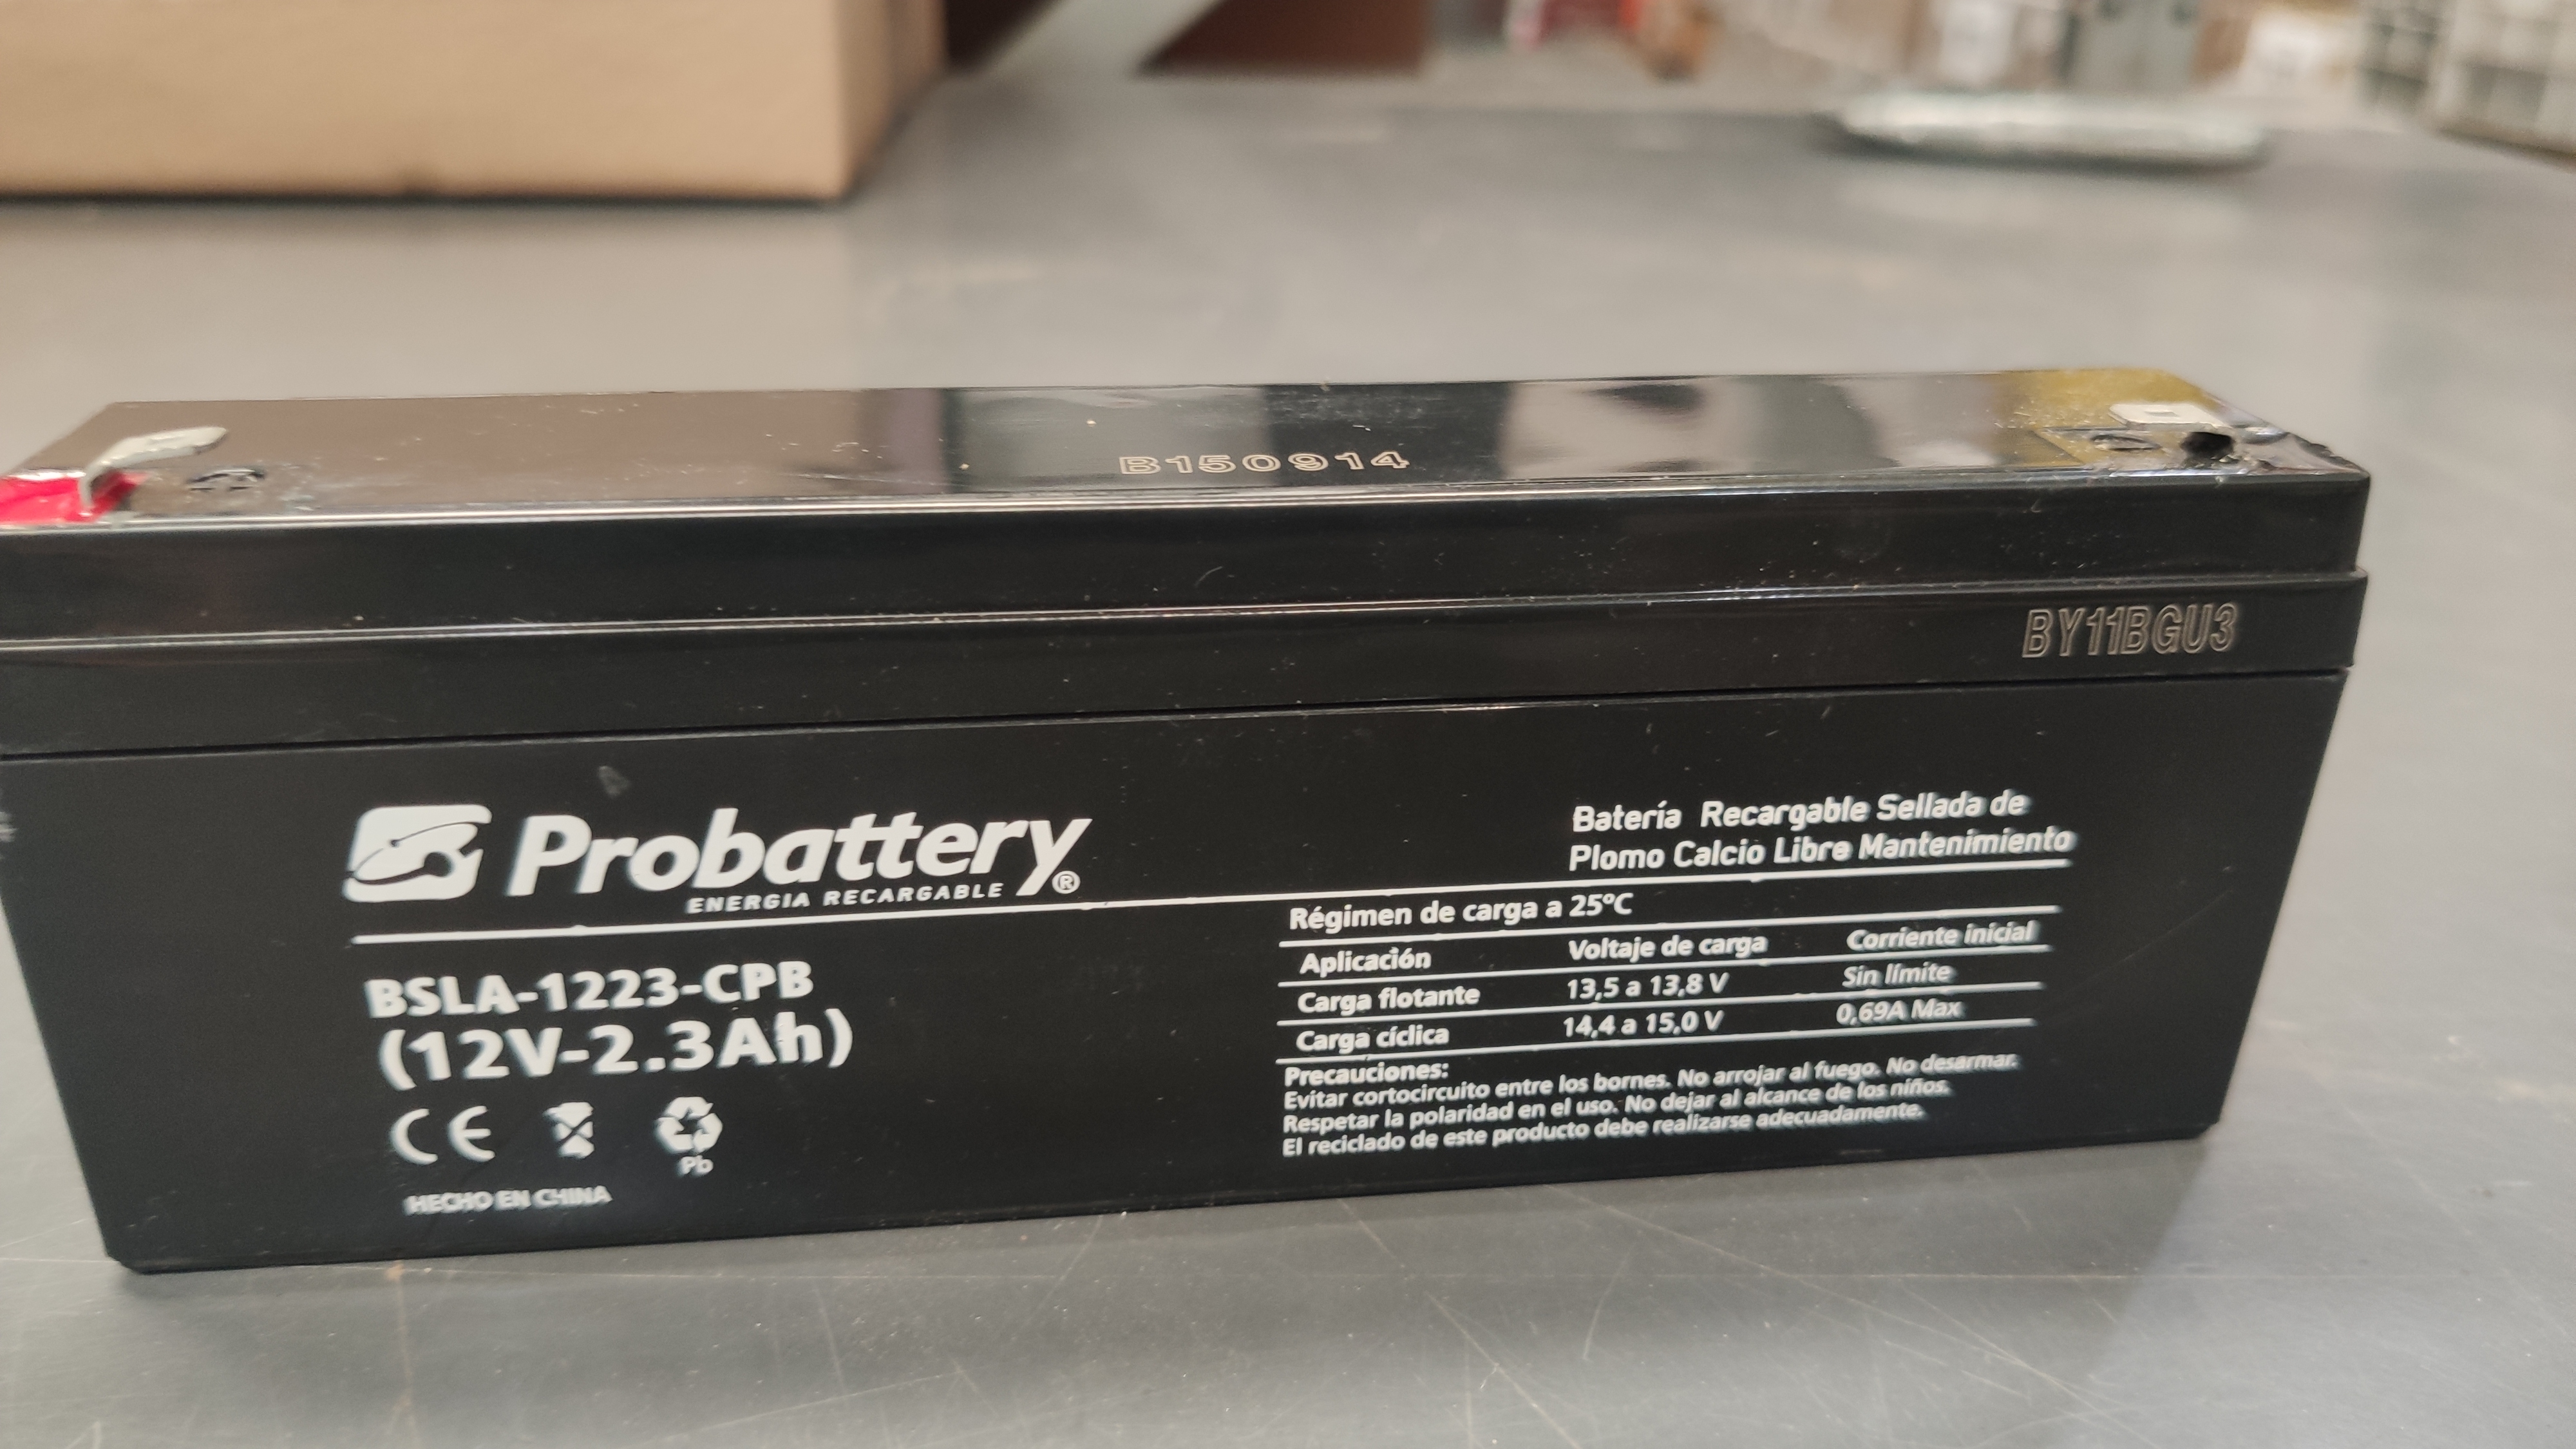 B150914
BY11BGU3
Probattery®
ENERGIA RECARGABLE
BSLA-1223-CPB
(12V-2.3Ah)
CE
Pb
HECHO EN CHINA
Batería Recargable Sellada de
Plomo Calcio Libre Mantenimiento
Régimen de carga a 25ºC
Aplicación Voltaje de carga Corriente inicial
Carga flotante 13,5 a 13,8 V Sin límite
Carga cíclica 14,4 a 15,0 V 0,69A Max
Precauciones:
Evitar cortocircuito entre los bornes. No arrojar al fuego. No desarmar.
Respetar la polaridad en el uso. No dejar al alcance de los niños.
El reciclado de este producto debe realizarse adecuadamente.